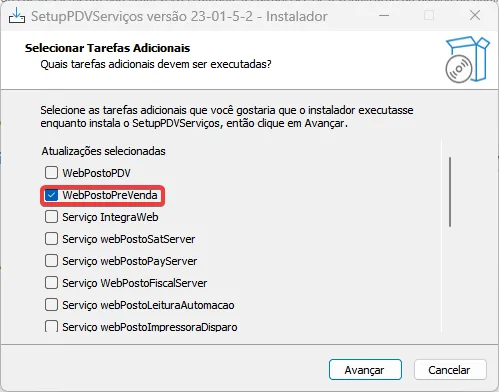 SetupPDVServiços versão 23-01-5-2 - Instalador
Selecionar Tarefas Adicionais
Quais tarefas adicionais devem ser executadas?
Selecione as tarefas adicionais que você gostaria que o instalador executasse
enquanto instala o SetupPDVServiços, então clique em Avançar.
Atualizações selecionadas
WebPostoPDV
WebPostoPreVenda
Serviço IntegraWeb
Serviço webPostoSatServer
Serviço webPostoPayServer
Serviço WebPostoFiscalServer
Serviço webPostoLeituraAutomacao
Serviço webPostoImpressoraDisparo
Avançar
Cancelar